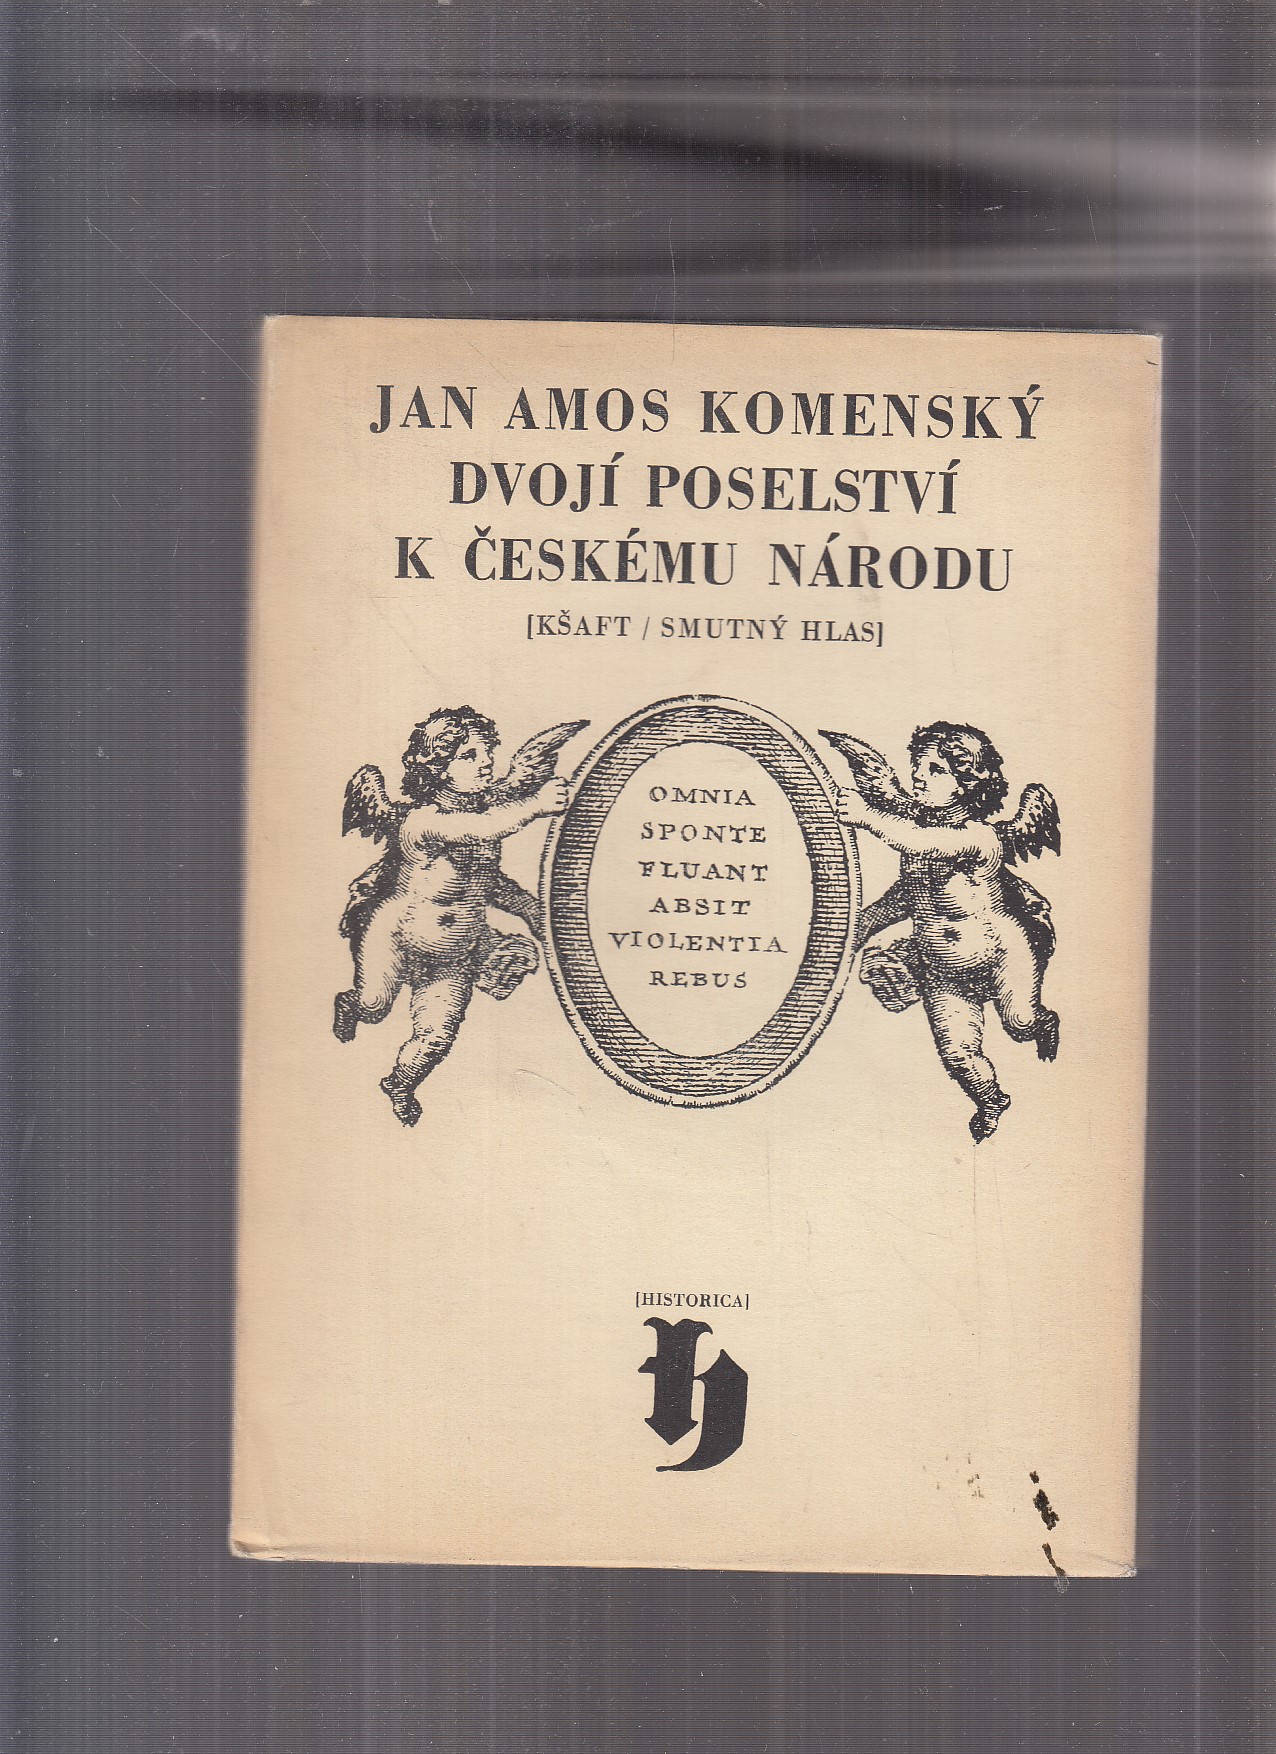 JAN AMOS KOMENSKÝ
DVOJÍ POSELSTVÍ
K ČESKÉMU NÁRODU
[KŠAFT / SMUTNÝ HLAS]
OMNIA
SPONTE
FLUANT
ABSIT
VIOLENTIA
REBUS
[HISTORICA]
h